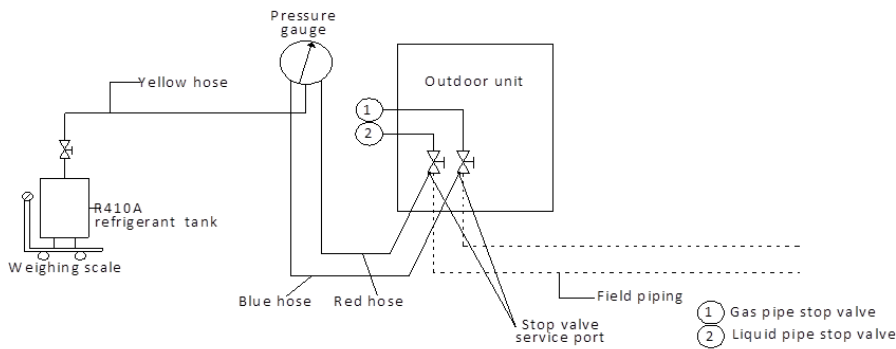 Pressure
gauge
Yellow hose
Outdoor unit
1
2
R410A
refrigerant tank
Weighing scale
Blue hose
Red hose
Field piping
Stop valve
service port
1 Gas pipe stop valve
2 Liquid pipe stop valve